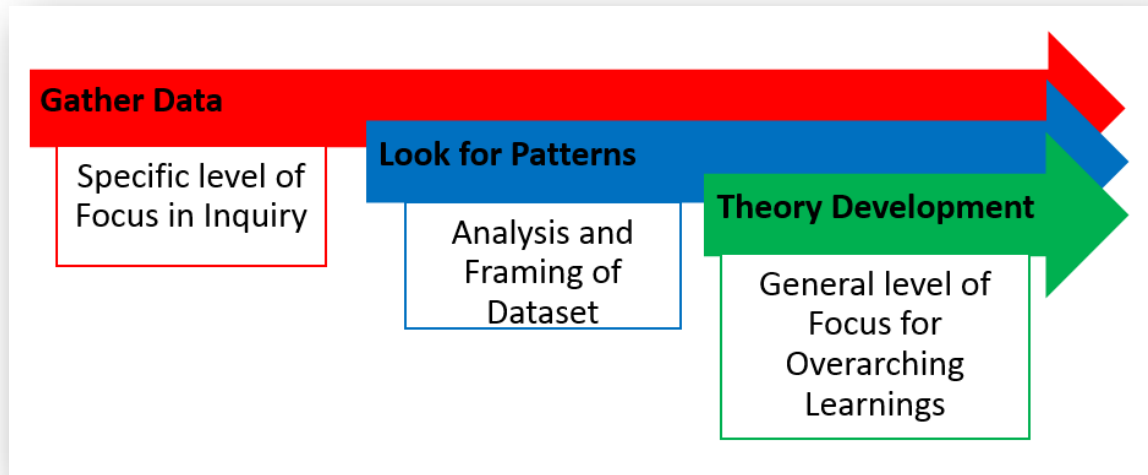 Gather Data
Specific level of
Focus in Inquiry
Look for Patterns
Analysis and
Framing of
Dataset
Theory Development
General level of
Focus for
Overarching
Learnings